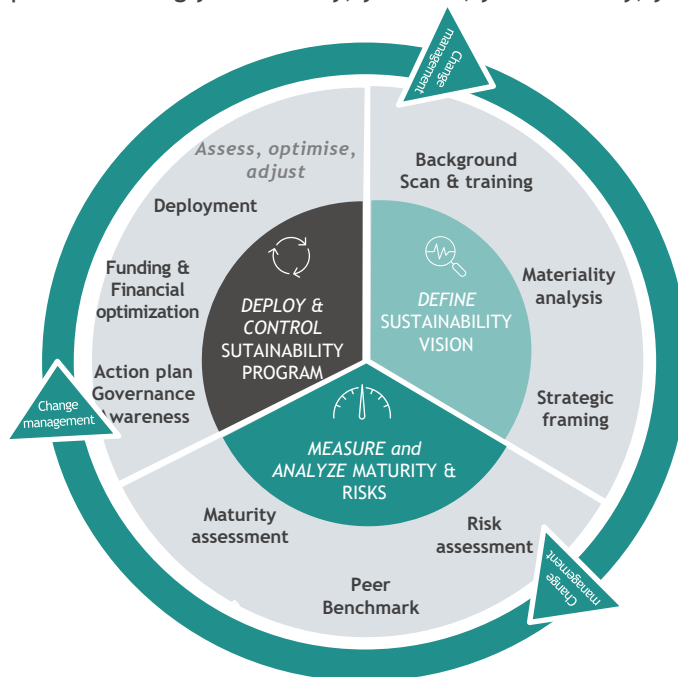 Change
management
Assess, optimise,
adjust
Deployment
Funding &
Financial
optimization
Action plan
Governance
Awareness
Change
management
DEPLOY &
CONTROL
SUTAINABILITY
PROGRAM
Background
Scan & training
Materiality
analysis
Strategic
framing
DEFINE
SUSTAINABILITY
VISION
MEASURE and
ANALYZE MATURITY &
RISKS
Maturity
assessment
Peer
Benchmark
Risk
assessment
Change
management